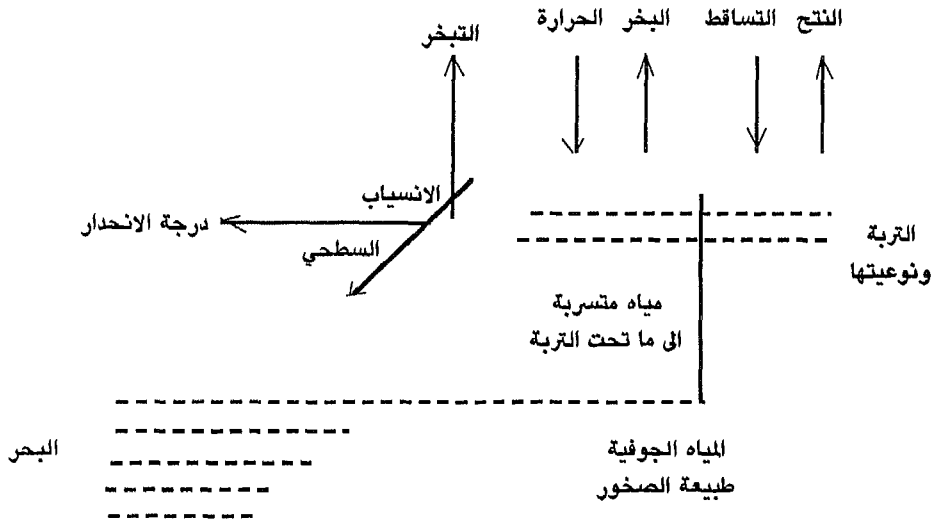 النتح
التساقط
البخر
الحرارة
التبخر
الانسياب
درجة الانحدار
السطحي
التربة
ونوعيتها
مياه متسربة
الى ما تحت التربة
البحر
المياه الجوفية
طبيعة الصخور